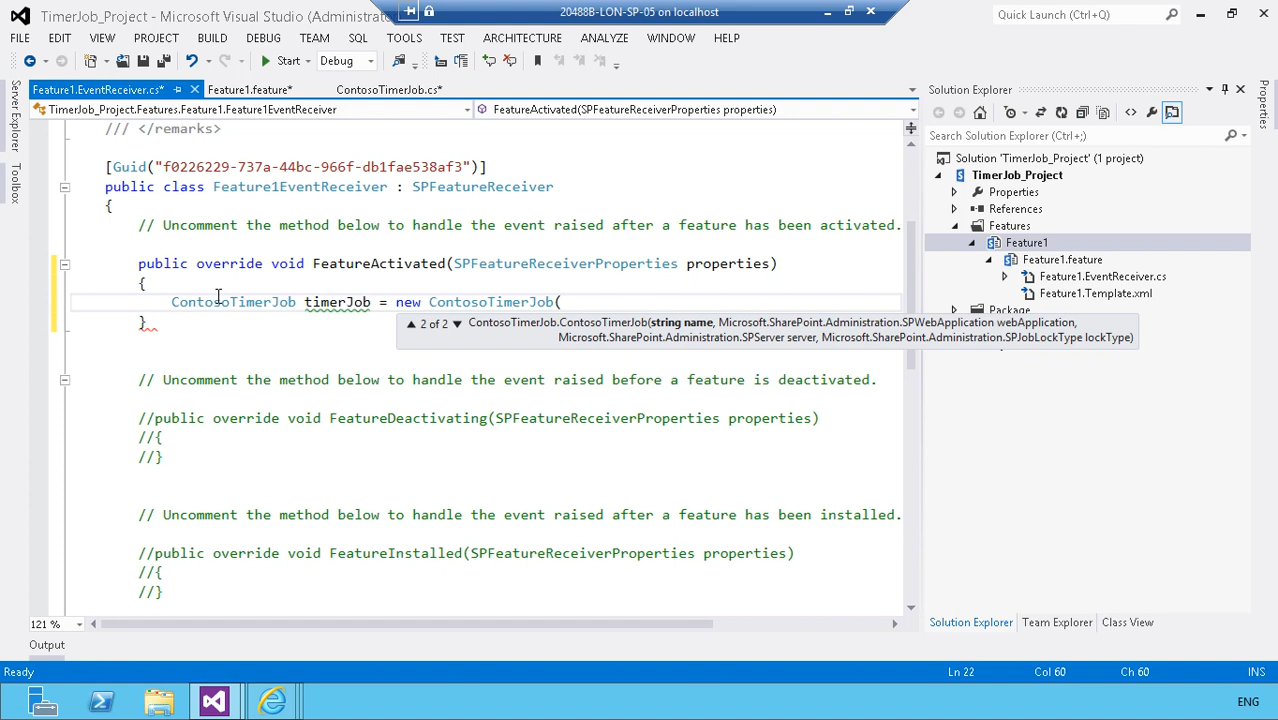 TimerJob_Project - Microsoft Visual Studio (Administrat
20488B-LON-SP-05 on localhost
Quick Launch (Ctrl+Q)
FILE EDIT VIEW PROJECT BUILD DEBUG TEAM SQL TOOLS TEST ARCHITECTURE ANALYZE WINDOW HELP
Start Debug
Server Explorer
Toolbox
Feature1.EventReceiver.cs* Feature1.feature* ContosoTimerJob.cs*
TimerJob_Project.Features.Feature1.Feature1EventReceiver FeatureActivated(SPFeatureReceiverProperties properties)
/// </remarks>
[Guid("f0226229-737a-44bc-966f-db1fae538af3")]
public class Feature1EventReceiver : SPFeatureReceiver
{
// Uncomment the method below to handle the event raised after a feature has been activated.
public override void FeatureActivated(SPFeatureReceiverProperties properties)
{
ContosoTimerJob timerJob = new ContosoTimerJob(
}
2 of 2 ContosoTimerJob.ContosoTimerJob(string name, Microsoft.SharePoint.Administration.SPWebApplication webApplication,
Microsoft.SharePoint.Administration.SPServer server, Microsoft.SharePoint.Administration.SPJobLockType lockType)
// Uncomment the method below to handle the event raised before a feature is deactivated.
//public override void FeatureDeactivating(SPFeatureReceiverProperties properties)
//{
//}
// Uncomment the method below to handle the event raised after a feature has been installed.
//public override void FeatureInstalled(SPFeatureReceiverProperties properties)
//{
//}
121 %
Output
Solution Explorer
Search Solution Explorer (Ctrl+;)
Solution 'TimerJob_Project' (1 project)
TimerJob_Project
Properties
References
Features
Feature1
Feature1.feature
Feature1.EventReceiver.cs
Feature1.Template.xml
Package
Solution Explorer Team Explorer Class View
Properties
Ready Ln 22 Col 60 Ch 60 INS
ENG